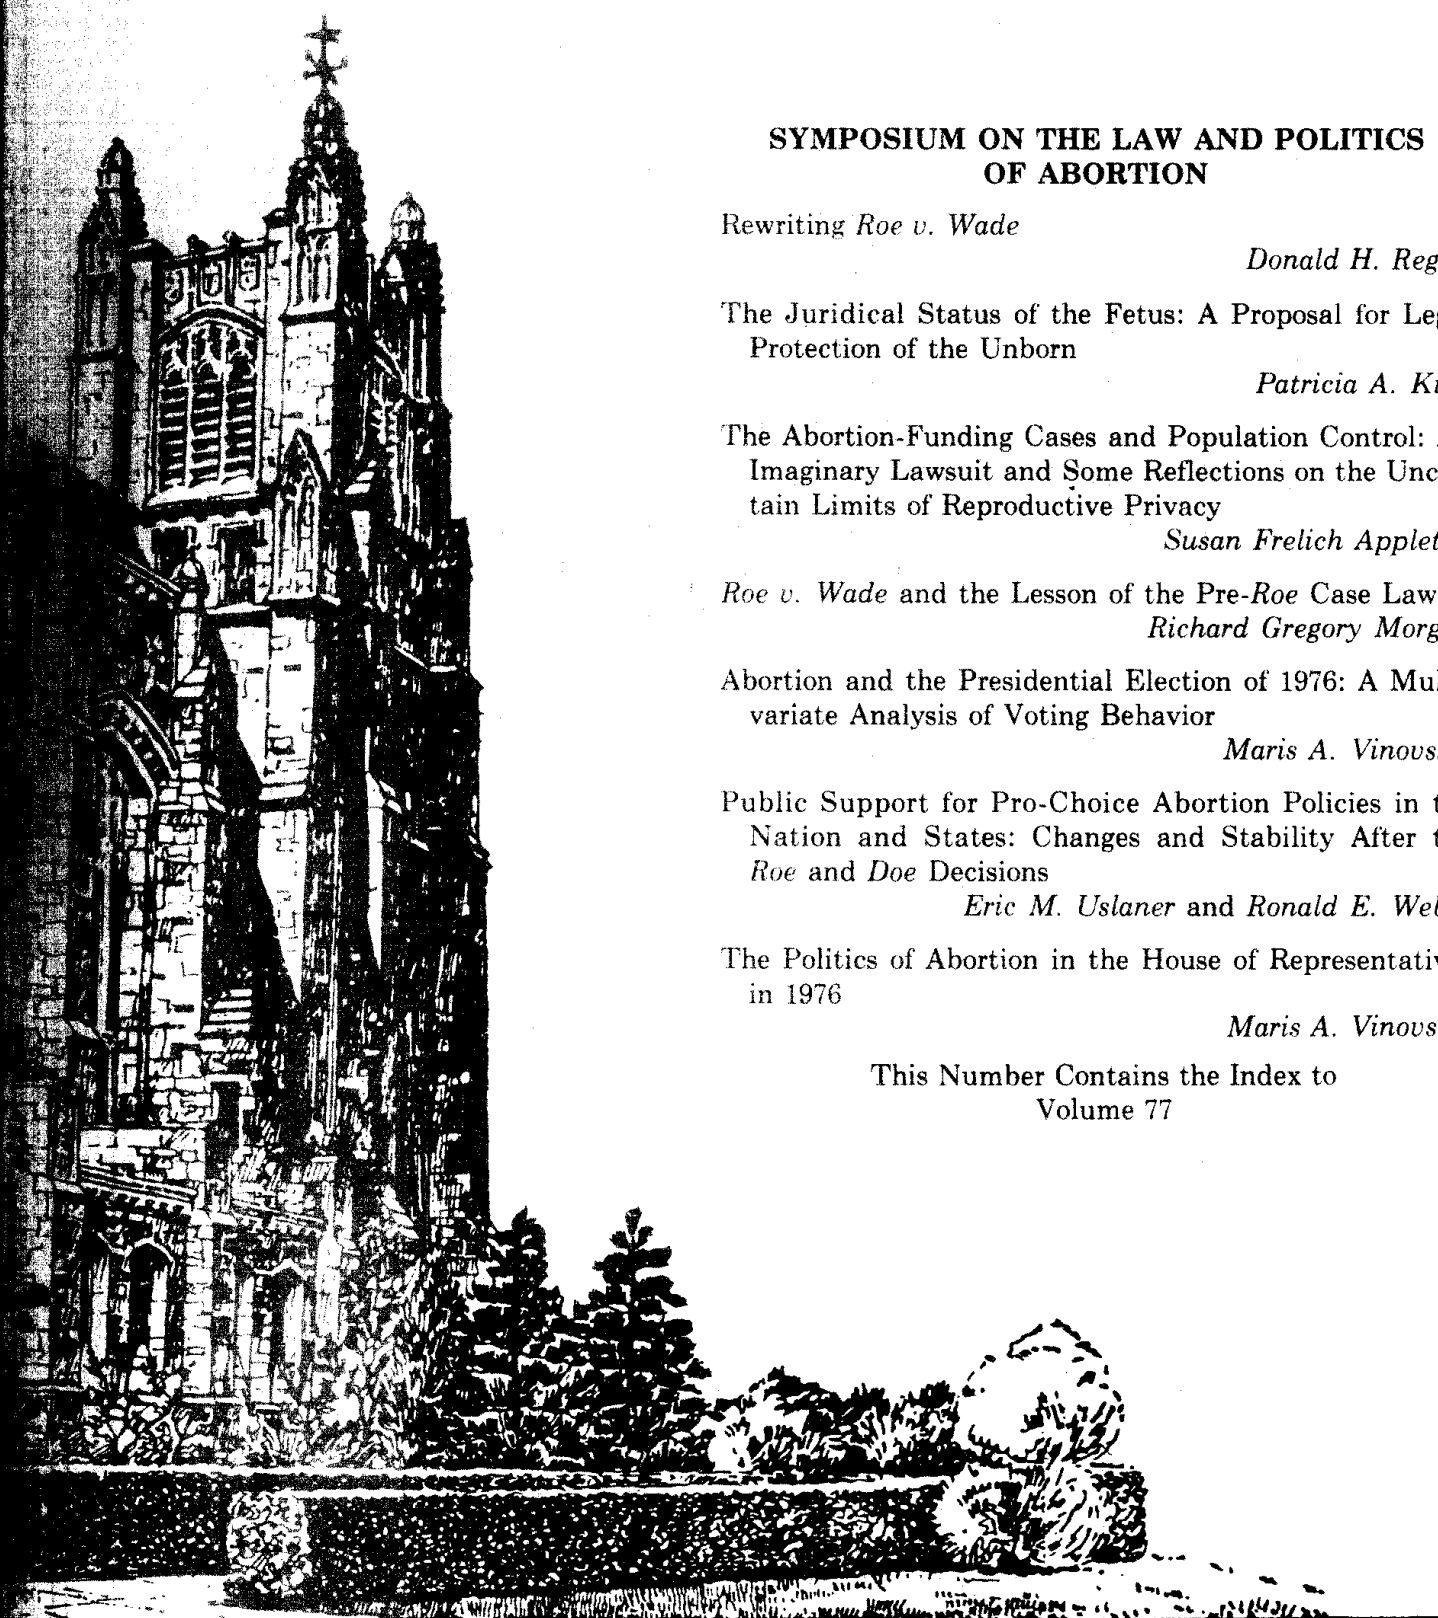 SYMPOSIUM ON THE LAW AND POLITICS
OF ABORTION
Rewriting Roe v. Wade
Donald H. Reg
The Juridical Status of the Fetus: A Proposal for Leg
Protection of the Unborn
Patricia A. K
The Abortion-Funding Cases and Population Control:
Imaginary Lawsuit and Some Reflections on the Unc
tain Limits of Reproductive Privacy
Susan Frelich Applet
Roe v. Wade and the Lesson of the Pre-Roe Case Law
Richard Gregory Morg
Abortion and the Presidential Election of 1976: A Mul
variate Analysis of Voting Behavior
Maris A. Vinovs
Public Support for Pro-Choice Abortion Policies in t
Nation and States: Changes and Stability After t
Roe and Doe Decisions
Eric M. Uslaner and Ronald E. Wel
The Politics of Abortion in the House of Representativ
in 1976
Maris A. Vinovs
This Number Contains the Index to
Volume 77